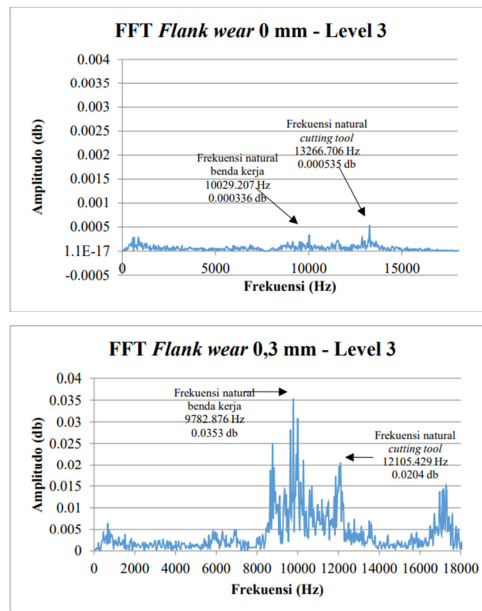 FFT Flank wear 0 mm - Level 3
0.004
0.0035
0.003
0.0025
0.002
0.0015
0.001
0.0005
1.1E-17
-0.0005
Amplitudo (db)
Frekuensi natural
cutting tool
13266.706 Hz
0.000535 db
Frekuensi natural
benda kerja
10029.207 Hz
0.000336 db
0 5000 10000 15000
Frekuensi (Hz)
FFT Flank wear 0,3 mm - Level 3
0.04
0.035
0.03
0.025
0.02
0.015
0.01
0.005
0
Amplitudo (db)
Frekuensi natural
benda kerja
9782.876 Hz
0.0353 db
Frekuensi natural
cutting tool
12105.429 Hz
0.0204 db
0 2000 4000 6000 8000 10000 12000 14000 16000 18000
Frekuensi (Hz)